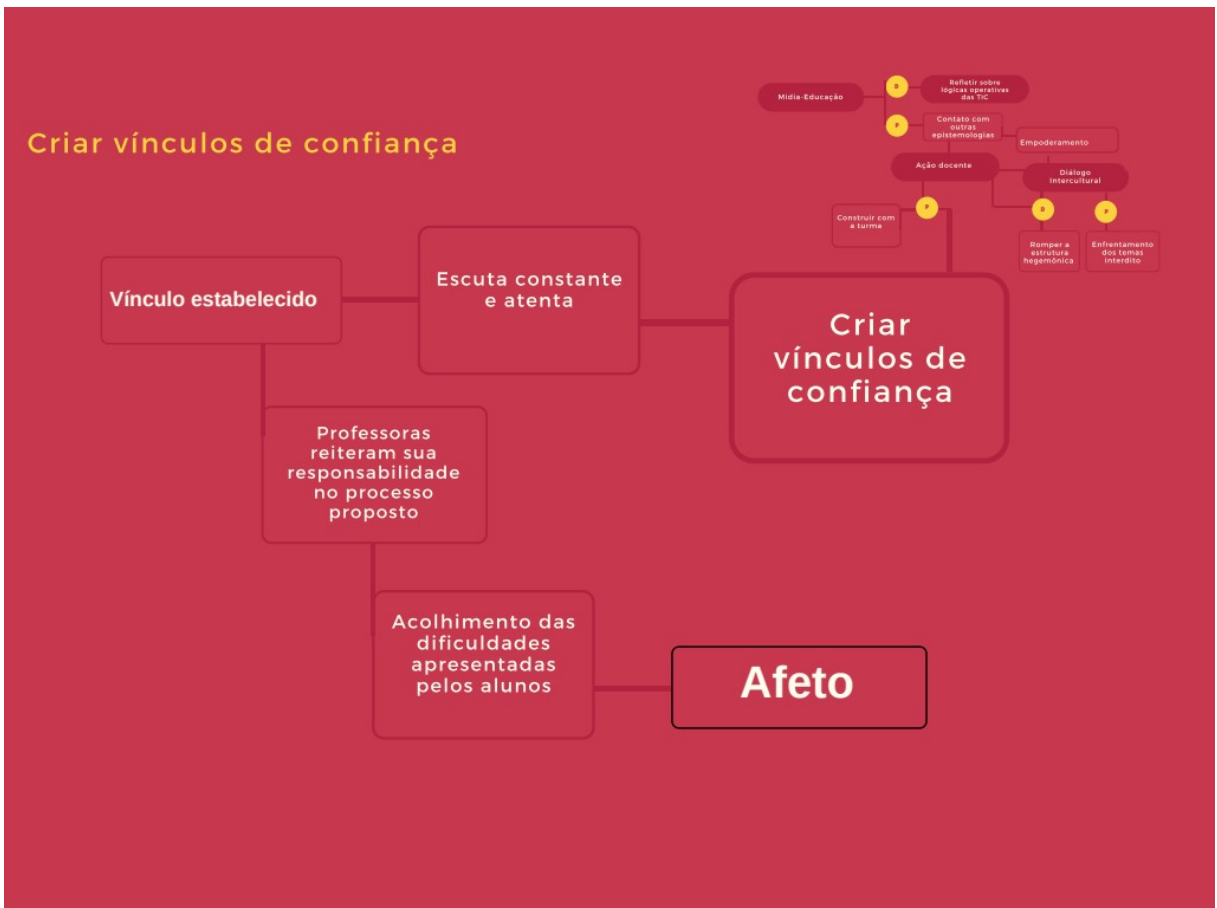 Criar vínculos de confiança
Mídia-Educação
D
Refletir sobre
lógicas operativas
das TIC
P
Contato com
outras
epistemologias
Empoderamento
Ação docente
Diálogo
Intercultural
P
D
P
Construir com
a turma
Romper a
estrutura
hegemônica
Enfrentamento
dos temas
interdito
Vínculo estabelecido
Escuta constante
e atenta
Criar
vínculos de
confiança
Professoras
reiteram sua
responsabilidade
no processo
proposto
Acolhimento das
dificuldades
apresentadas
pelos alunos
Afeto